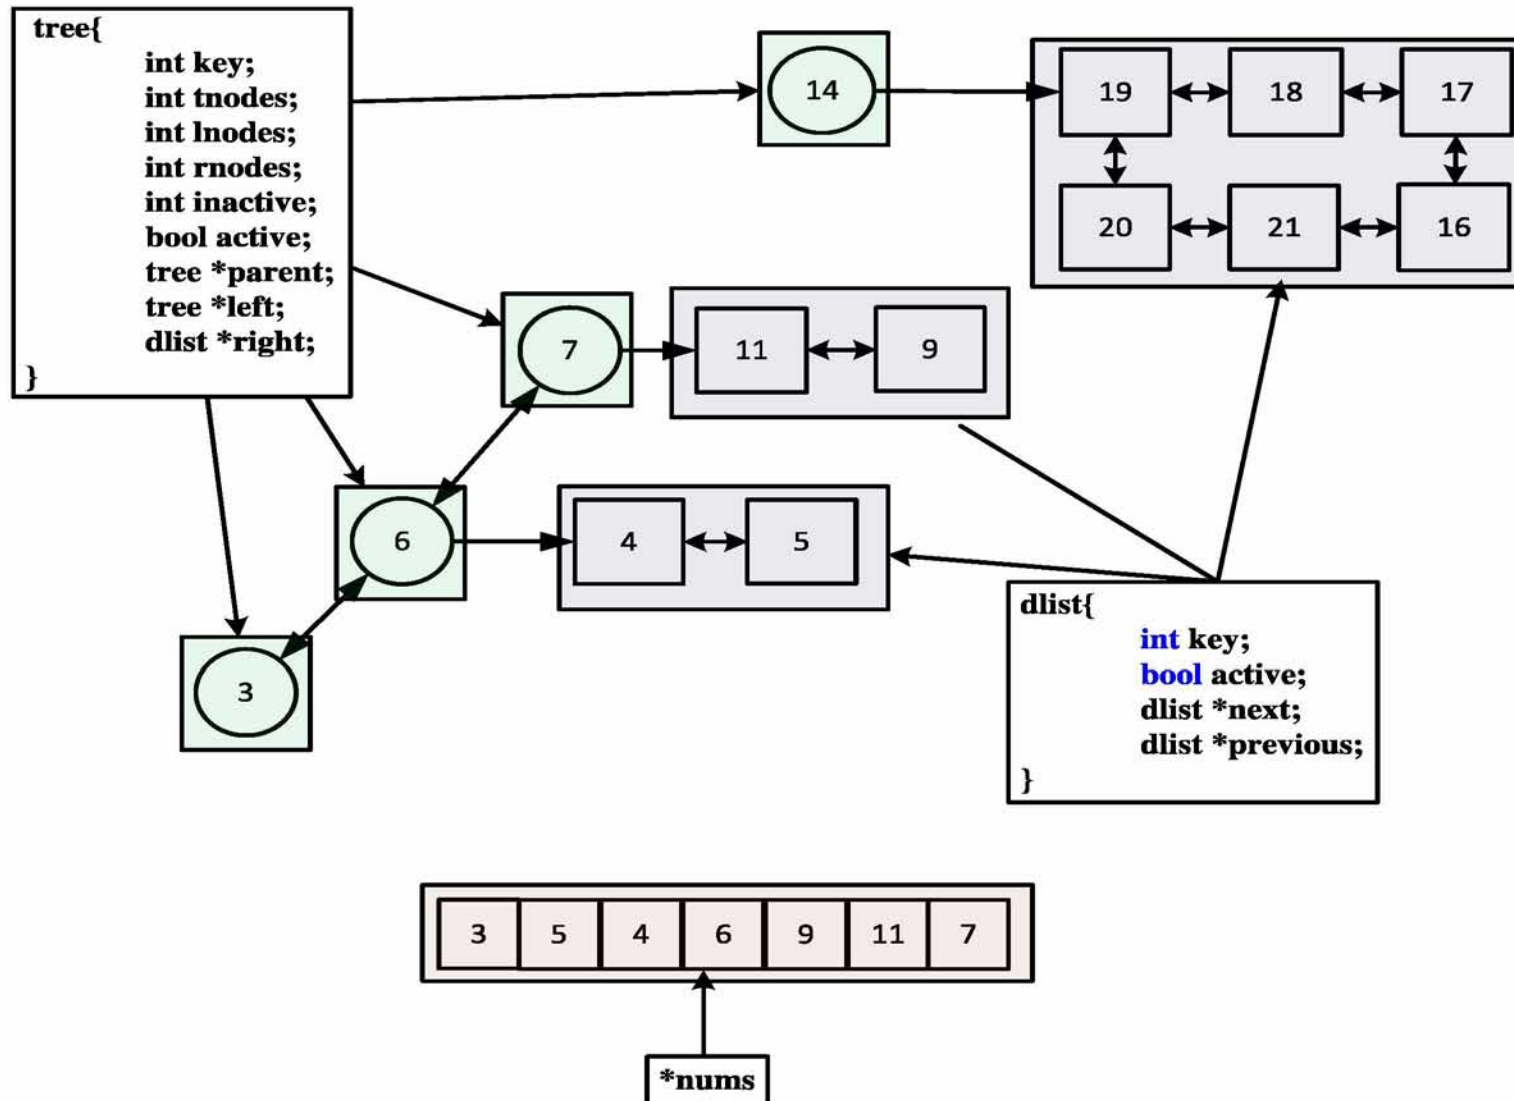 tree{
int key;
int tnodes;
int lnodes;
int rnodes;
int inactive;
bool active;
tree *parent;
tree *left;
dlist *right;
}
14
19
18
17
20
21
16
7
11
9
6
4
5
3
dlist{
int key;
bool active;
dlist *next;
dlist *previous;
}
3 5 4 6 9 11 7
*nums